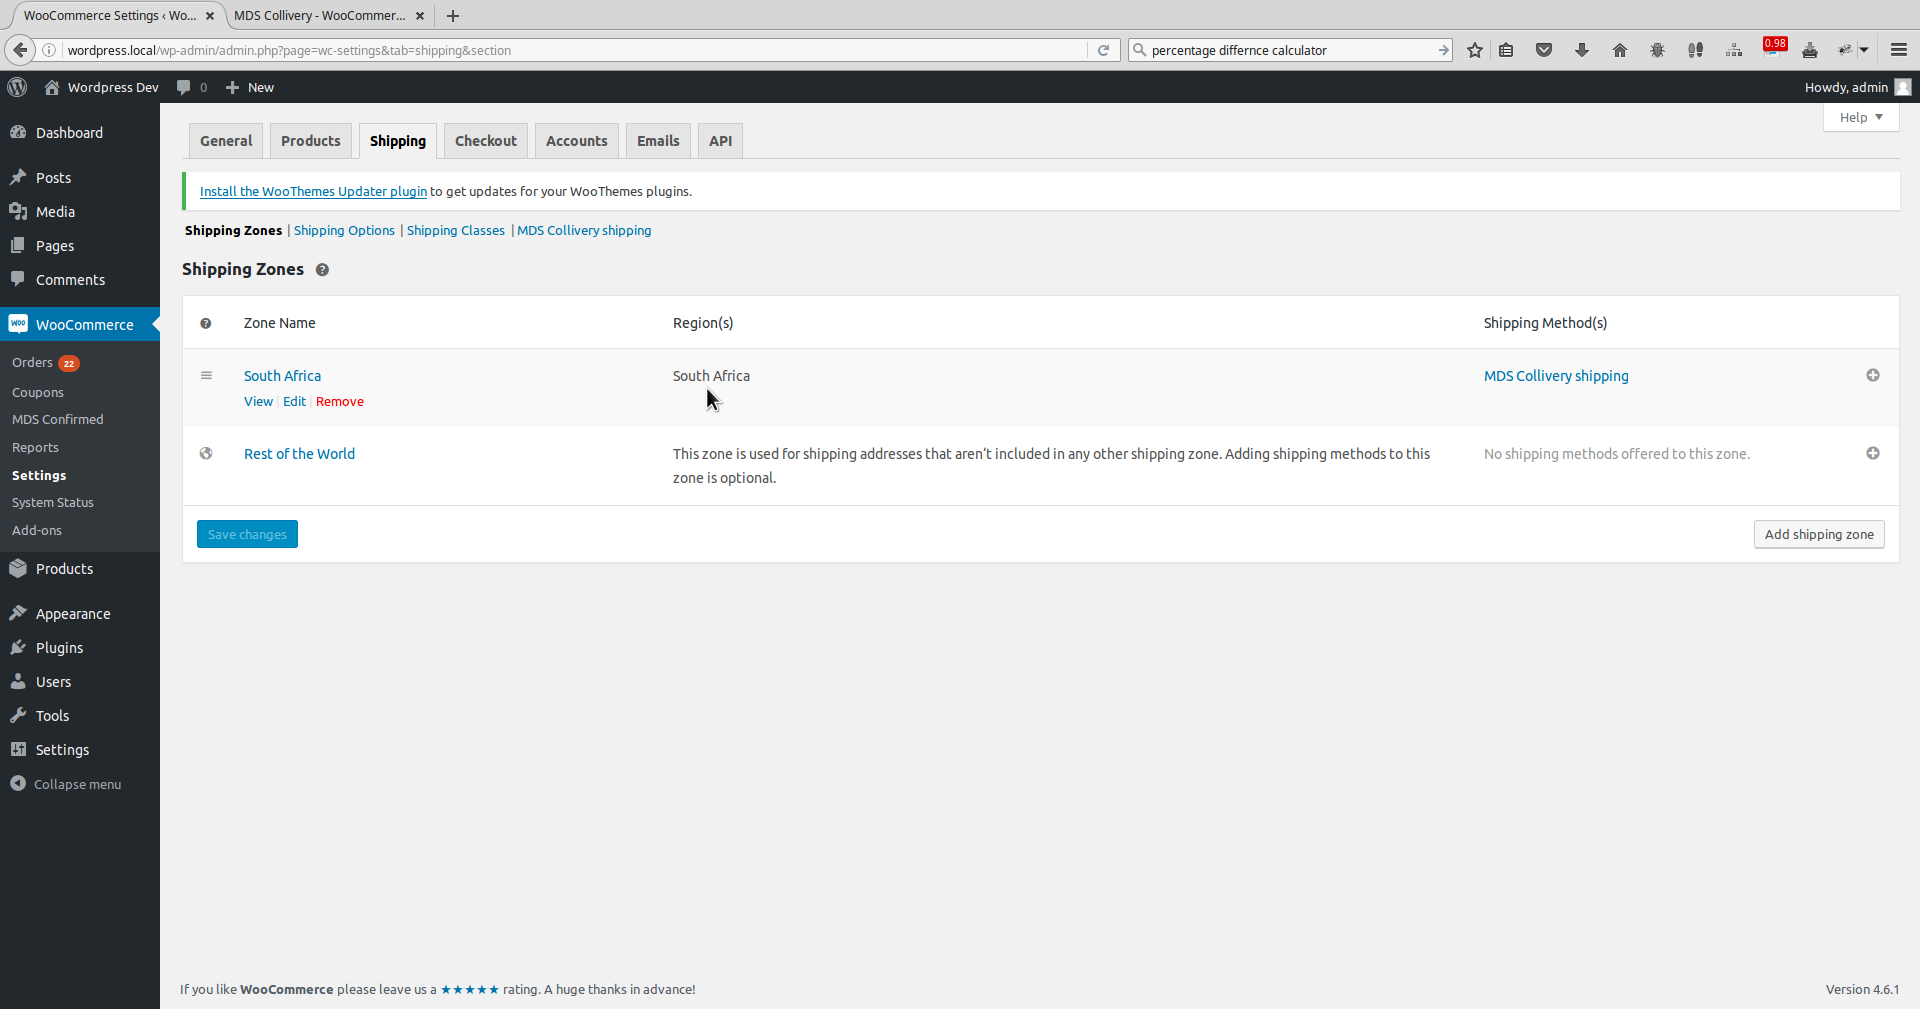 WooCommerce Settings ‹ Wo...
MDS Collivery - WooCommer...
wordpress.local/wp-admin/admin.php?page=wc-settings&tab=shipping&section
percentage differnce calculator
0.98
Wordpress Dev
0
New
Howdy, admin
Help
Dashboard
Posts
Media
Pages
Comments
woo
WooCommerce
Orders 22
Coupons
MDS Confirmed
Reports
Settings
System Status
Add-ons
Products
Appearance
Plugins
Users
Tools
Settings
Collapse menu
General
Products
Shipping
Checkout
Accounts
Emails
API
Install the WooThemes Updater plugin to get updates for your WooThemes plugins.
Shipping Zones | Shipping Options | Shipping Classes | MDS Collivery shipping
Shipping Zones ?
? Zone Name Region(s) Shipping Method(s)
South Africa South Africa MDS Collivery shipping
View | Edit | Remove
Rest of the World This zone is used for shipping addresses that aren't included in any other shipping zone. Adding shipping methods to this No shipping methods offered to this zone.
zone is optional.
Save changes
Add shipping zone
If you like WooCommerce please leave us a ★★★★★ rating. A huge thanks in advance!
Version 4.6.1